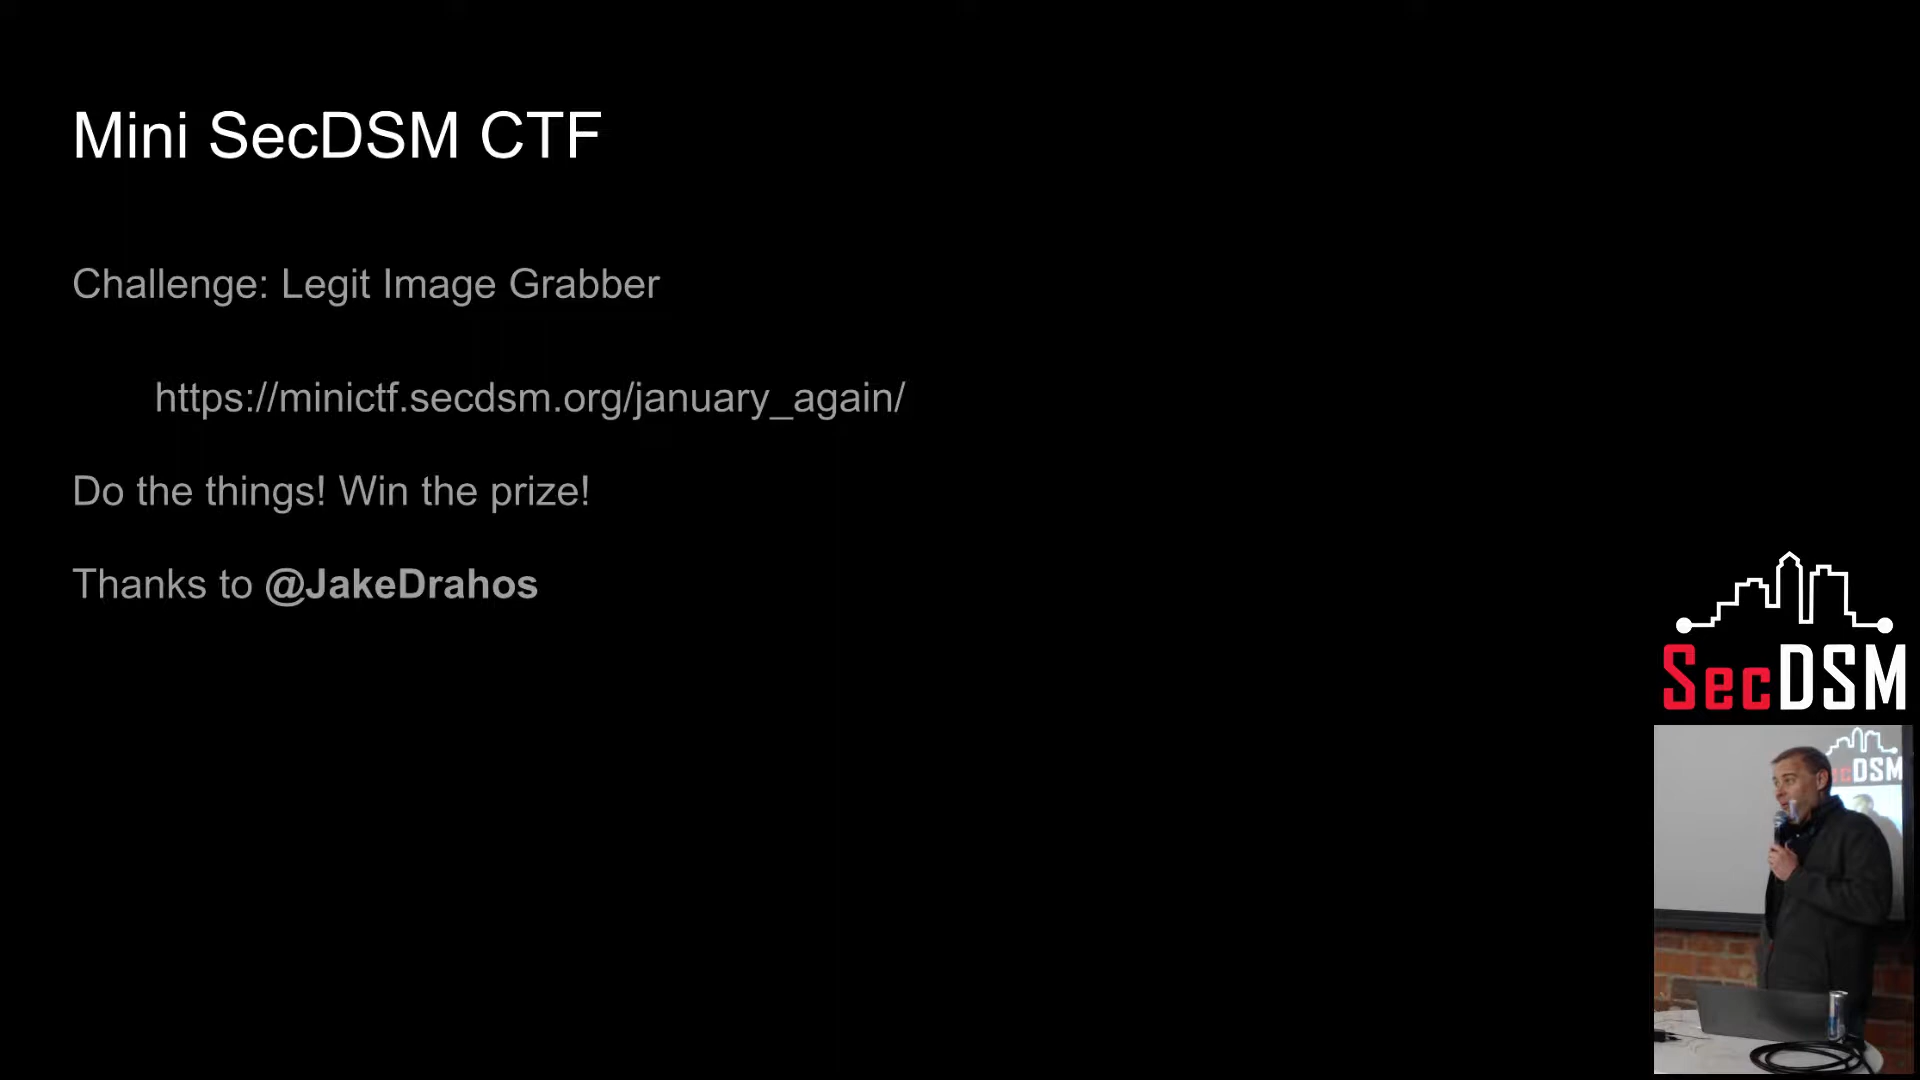 Mini SecDSM CTF
Challenge: Legit Image Grabber
https://minictf.secdsm.org/january_again/
Do the things! Win the prize!
Thanks to @JakeDrahos
SecDSM
ecDSM